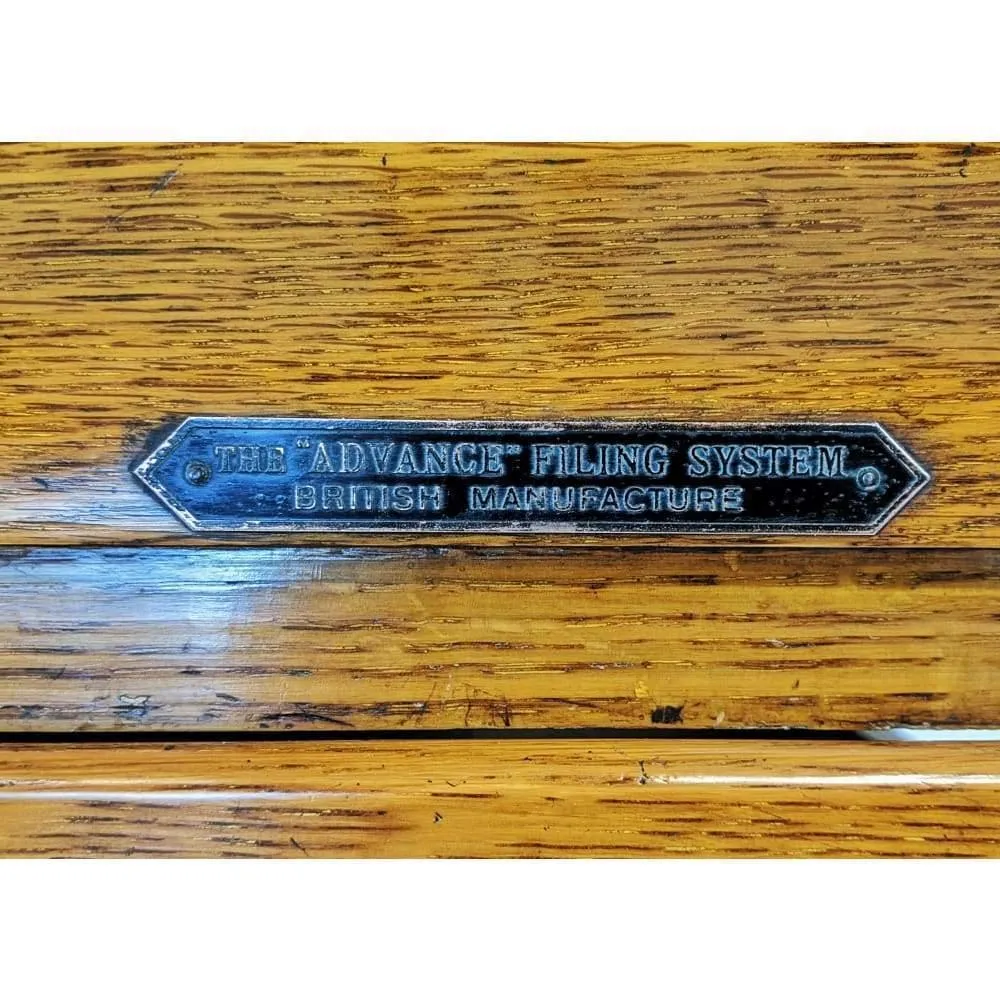 THE "ADVANCE" FILING SYSTEM
BRITISH MANUFACTURE